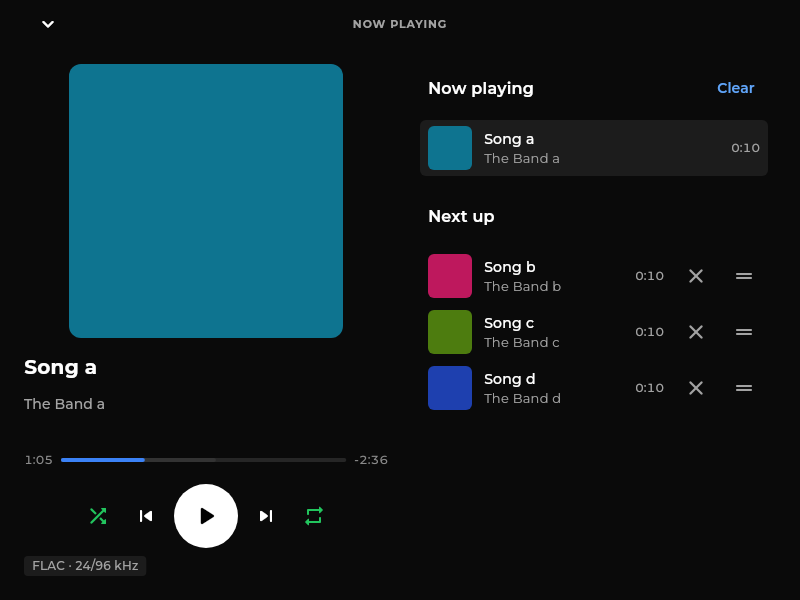 NOW PLAYING
Song a
The Band a
1:05
-2:36
FLAC · 24/96 kHz
Now playing
Clear
Song a
The Band a
0:10
Next up
Song b
The Band b
0:10
Song c
The Band c
0:10
Song d
The Band d
0:10